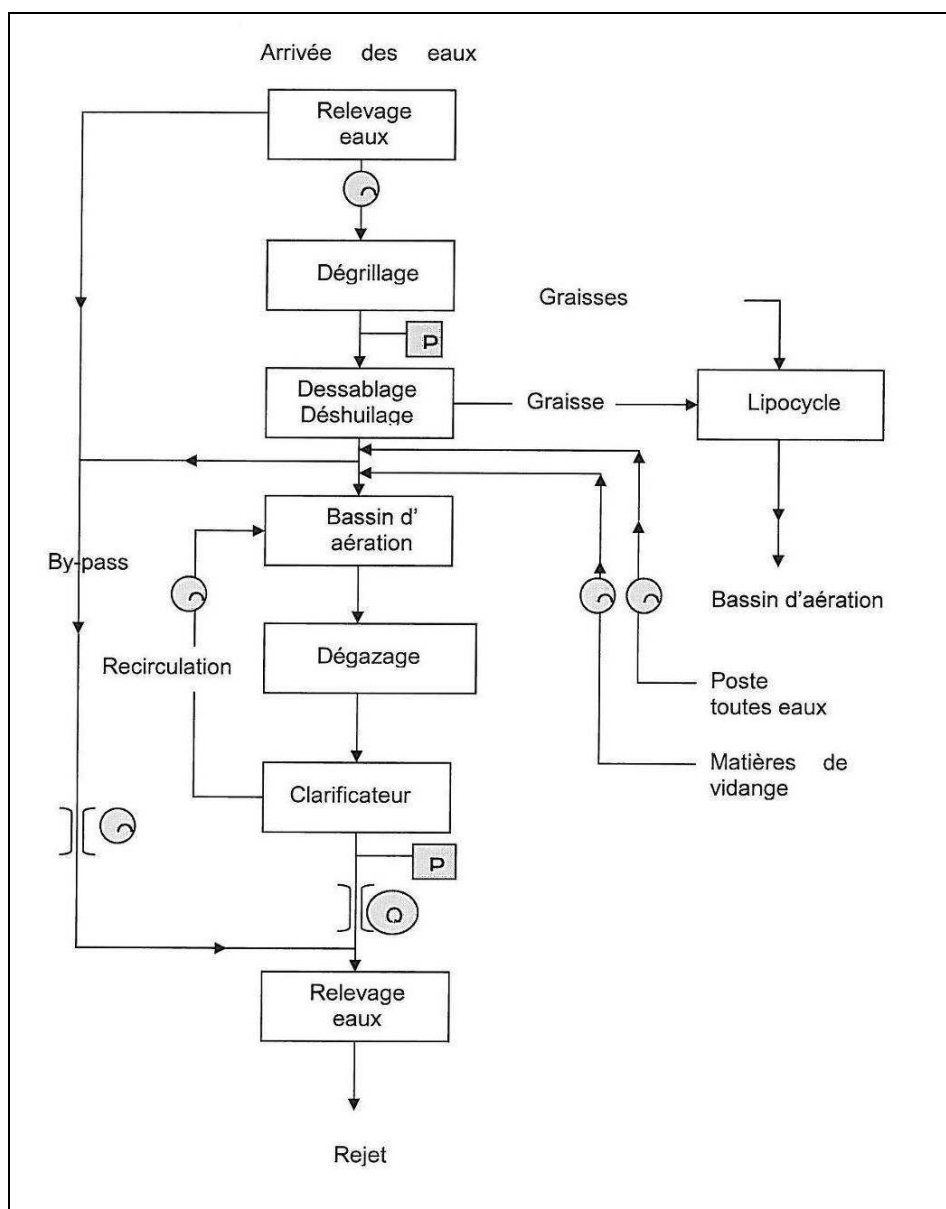 Arrivée des eaux
Relevage
eaux
Dégrillage
P
Graisses
Dessablage
Déshuilage
Graisse
Lipocycle
Bassin d'
aération
By-pass
Bassin d'aération
Dégazage
Recirculation
Poste
toutes eaux
Matières de
vidange
Clarificateur
P
Q
Relevage
eaux
Rejet